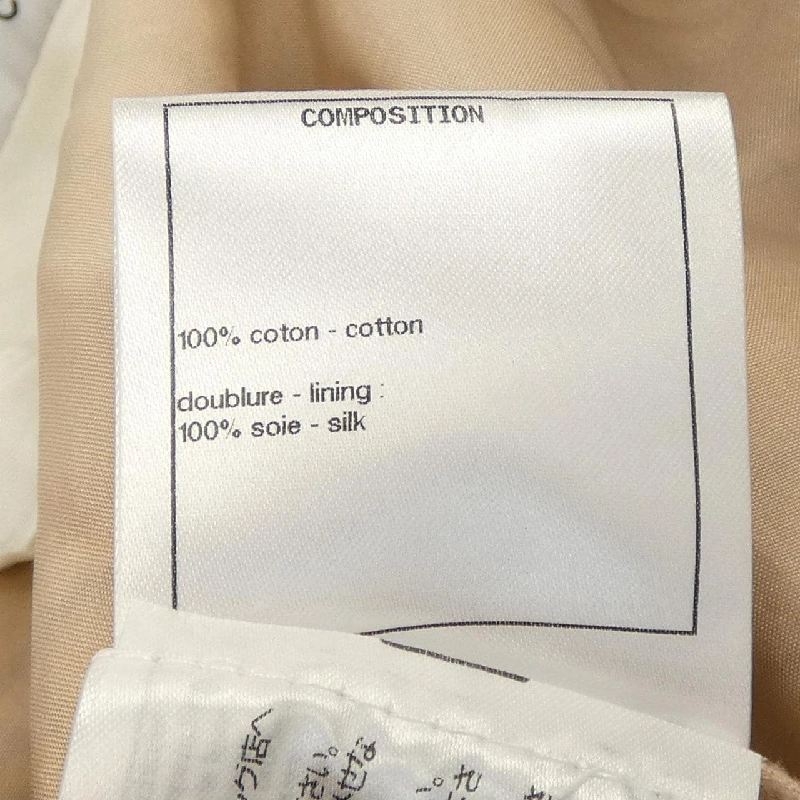 COMPOSITION
100% coton - cotton
doublure - lining :
100% soie - silk